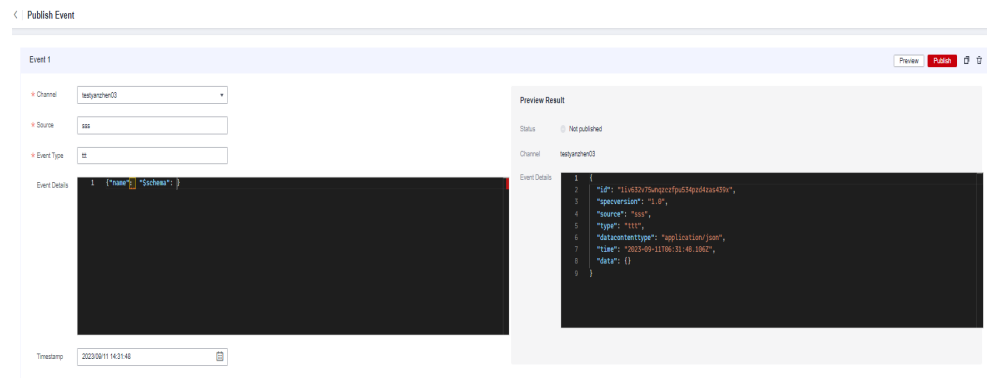 Publish Event
Event 1
Preview
Publish
* Channel
testyanzhen03
* Source
sss
* Event Type
ttt
Event Details
1 {"name": "$schema": }
Timestamp
2023/09/11 14:31:48
Preview Result
Status
Not published
Channel
testyanzhen03
Event Details
1 {
2 "id": "1iv632v75wnqzczfpu534pzd4zas439x",
3 "specversion": "1.0",
4 "source": "sss",
5 "type": "ttt",
6 "datacontenttype": "application/json",
7 "time": "2023-09-11T06:31:48.106Z",
8 "data": {}
9 }